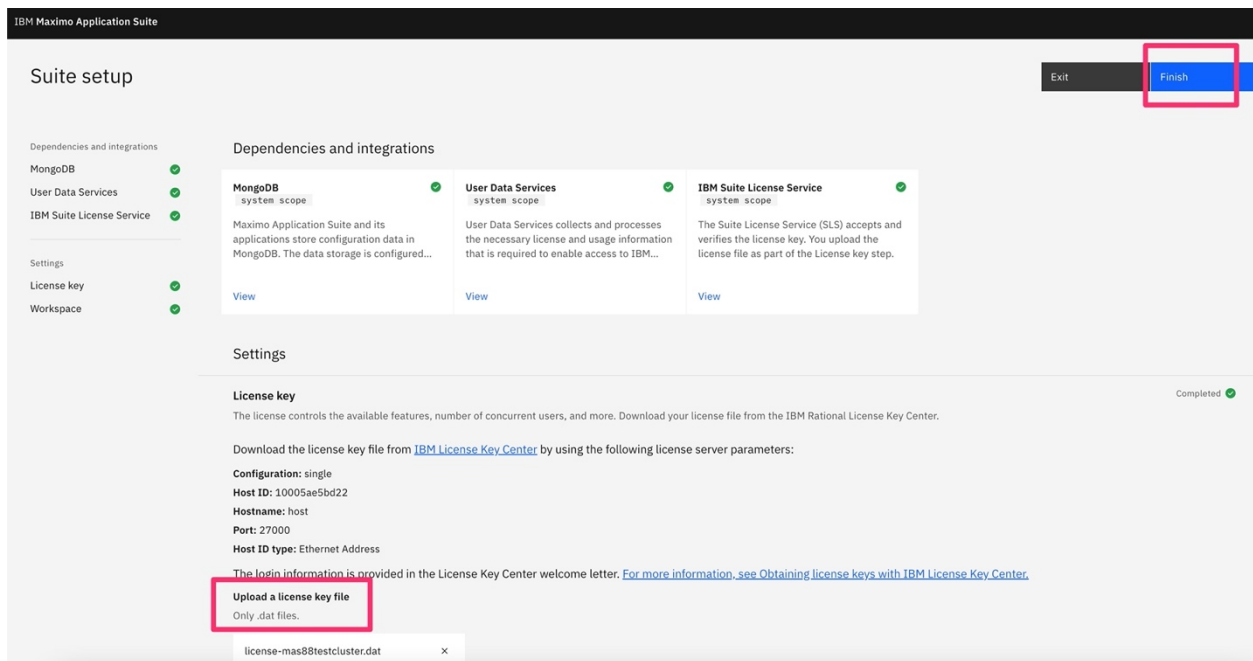 IBM Maximo Application Suite
Suite setup
Exit
Finish
Dependencies and integrations
MongoDB
User Data Services
IBM Suite License Service
Settings
License key
Workspace
Dependencies and integrations
MongoDB
system scope
Maximo Application Suite and its
applications store configuration data in
MongoDB. The data storage is configured...
View
User Data Services
system scope
User Data Services collects and processes
the necessary license and usage information
that is required to enable access to IBM...
View
IBM Suite License Service
system scope
The Suite License Service (SLS) accepts and
verifies the license key. You upload the
license file as part of the License key step.
View
Settings
License key
Completed
The license controls the available features, number of concurrent users, and more. Download your license file from the IBM Rational License Key Center.
Download the license key file from IBM License Key Center by using the following license server parameters:
Configuration: single
Host ID: 10005ae5bd22
Hostname: host
Port: 27000
Host ID type: Ethernet Address
The login information is provided in the License Key Center welcome letter. For more information, see Obtaining license keys with IBM License Key Center.
Upload a license key file
Only .dat files.
license-mas88testcluster.dat